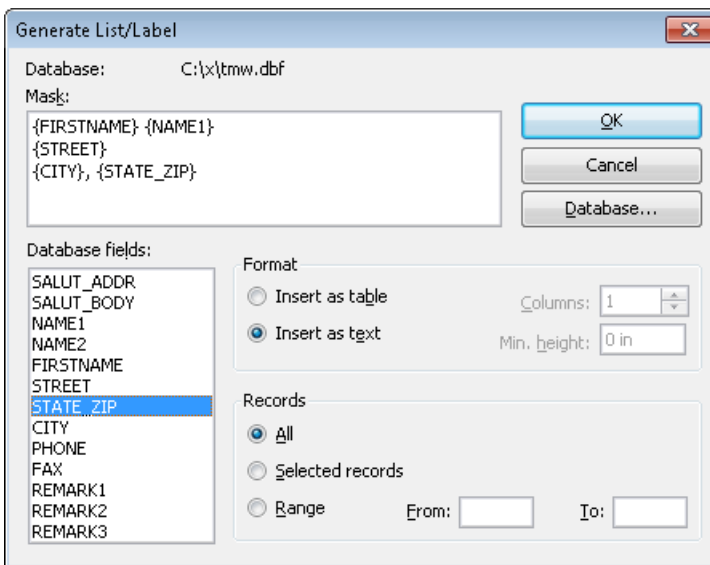 Generate List/Label
Database: C:\x\tmw.dbf
Mask:
{FIRSTNAME} {NAME1}
{STREET}
{CITY}, {STATE_ZIP}
OK
Cancel
Database...
Database fields:
SALUT_ADDR
SALUT_BODY
NAME1
NAME2
FIRSTNAME
STREET
STATE_ZIP
CITY
PHONE
FAX
REMARK1
REMARK2
REMARK3
Format
Insert as table
Columns: 1
Insert as text
Min. height: 0 in
Records
All
Selected records
Range From: To: